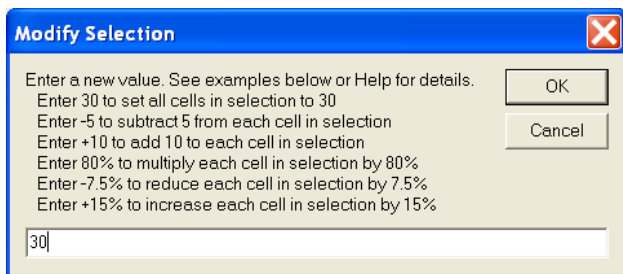 Modify Selection
Enter a new value. See examples below or Help for details.
Enter 30 to set all cells in selection to 30
Enter -5 to subtract 5 from each cell in selection
Enter +10 to add 10 to each cell in selection
Enter 80% to multiply each cell in selection by 80%
Enter -7.5% to reduce each cell in selection by 7.5%
Enter +15% to increase each cell in selection by 15%
OK
Cancel
30